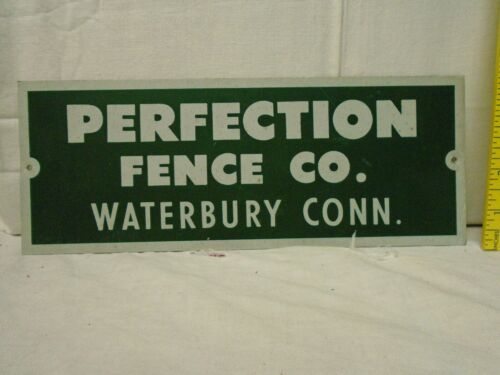 PERFECTION
FENCE CO.
WATERBURY CONN.